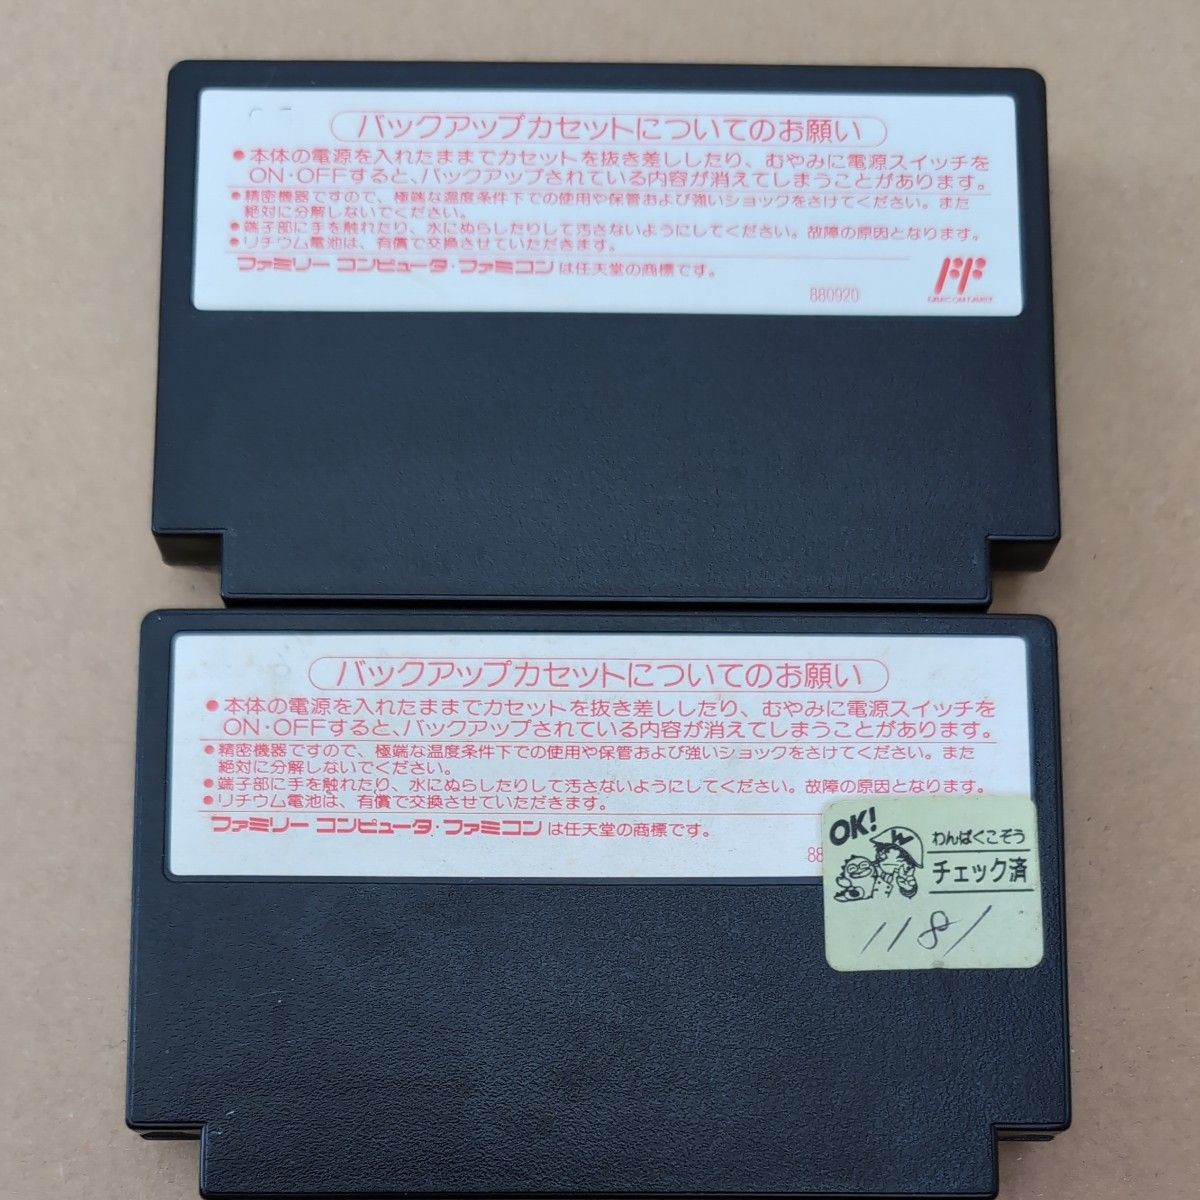 バックアップカセットについてのお願い
●本体の電源を入れたままでカセットを抜き差ししたり、むやみに電源スイッチを
ON・OFFすると、バックアップされている内容が消えてしまうことがあります。
●精密機器ですので、極端な温度条件下での使用や保管および強いショックをさけてください。また
絶対に分解しないでください。
●端子部に手を触れたり、水にぬらしたりして汚さないようにしてください。故障の原因となります。
●リチウム電池は、有償で交換させていただきます。
ファミリー コンピュータ・ファミコン は任天堂の商標です。
880920
FAMICOM FAMILY
バックアップカセットについてのお願い
●本体の電源を入れたままでカセットを抜き差ししたり、むやみに電源スイッチを
ON・OFFすると、バックアップされている内容が消えてしまうことがあります。
●精密機器ですので、極端な温度条件下での使用や保管および強いショックをさけてください。また
絶対に分解しないでください。
●端子部に手を触れたり、水にぬらしたりして汚さないようにしてください。故障の原因となります。
●リチウム電池は、有償で交換させていただきます。
ファミリー コンピュータ・ファミコン は任天堂の商標です。
88
OK!
わんぱくこぞう
チェック済
1181